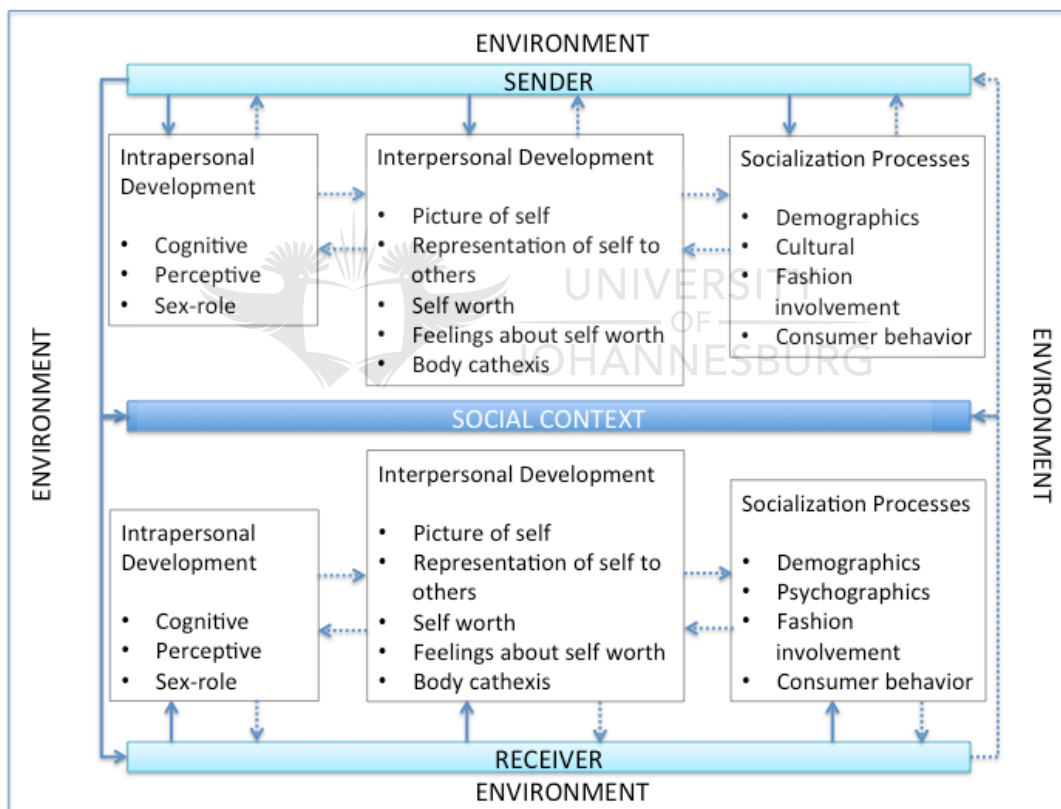 ENVIRONMENT
SENDER
Intrapersonal
Development
• Cognitive
• Perceptive
• Sex-role
Interpersonal Development
• Picture of self
• Representation of self to
others
• Self worth
• Feelings about self worth
• Body cathexis
Socialization Processes
• Demographics
• Cultural
• Fashion
involvement
• Consumer behavior
UNIVERSITY
OF
JOHANNESBURG
ENVIRONMENT
ENVIRONMENT
SOCIAL CONTEXT
Intrapersonal
Development
• Cognitive
• Perceptive
• Sex-role
Interpersonal Development
• Picture of self
• Representation of self to
others
• Self worth
• Feelings about self worth
• Body cathexis
Socialization Processes
• Demographics
• Psychographics
• Fashion
involvement
• Consumer behavior
RECEIVER
ENVIRONMENT